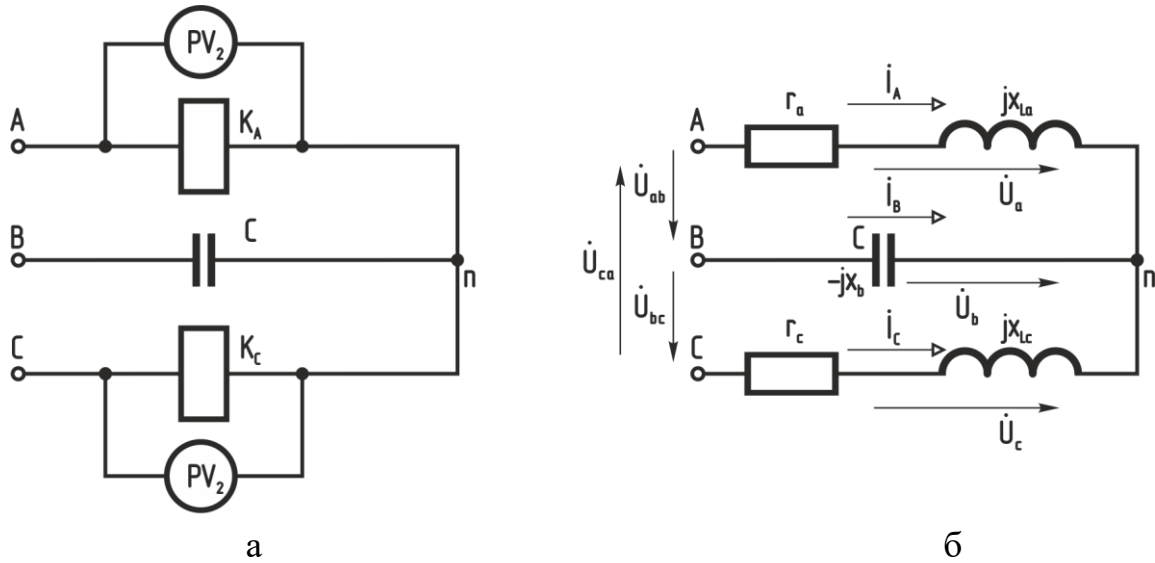 PV₂
A
K_A
B
C
n
C
K_C
PV₂
а
A
r_a
İ_A
jx_La
U̇_ab
U̇_a
İ_B
B
C
U̇_ca
-jx_b
n
U̇_bc
U̇_b
C
r_c
İ_C
jx_Lc
U̇_c
б